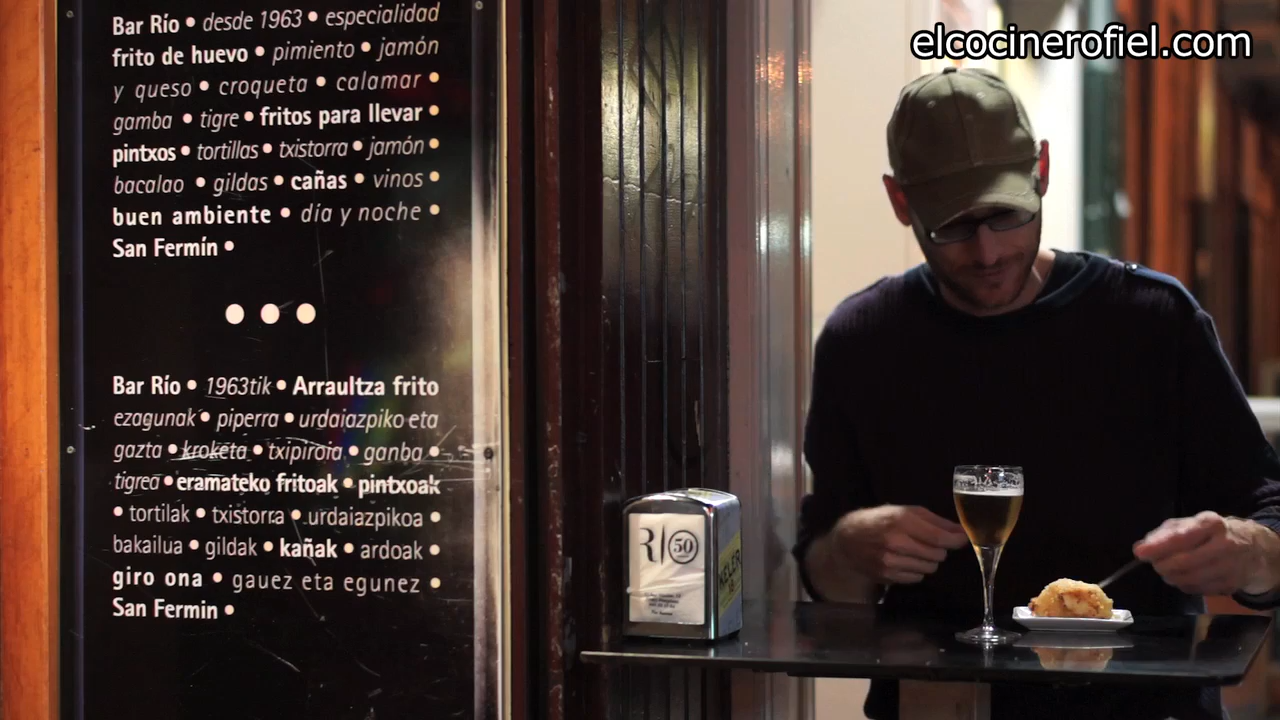 Bar Río • desde 1963 • especialidad
frito de huevo • pimiento • jamón
y queso • croqueta • calamar •
gamba • tigre • fritos para llevar •
pintxos • tortillas • txistorra • jamón •
bacalao • gildas • cañas • vinos •
buen ambiente • día y noche •
San Fermín •
• • •
Bar Río • 1963tik • Arraultza frito
ezagunak • piperra • urdaiazpiko eta
gazta • kroketa • txipiroia • ganba •
tigrea • eramateko fritoak • pintxoak
• tortilak • txistorra • urdaiazpikoa •
bakailua • gildak • kañak • ardoak •
giro ona • gauez eta egunez •
San Fermin •
elcocinerofiel.com
R|O 50
KELER